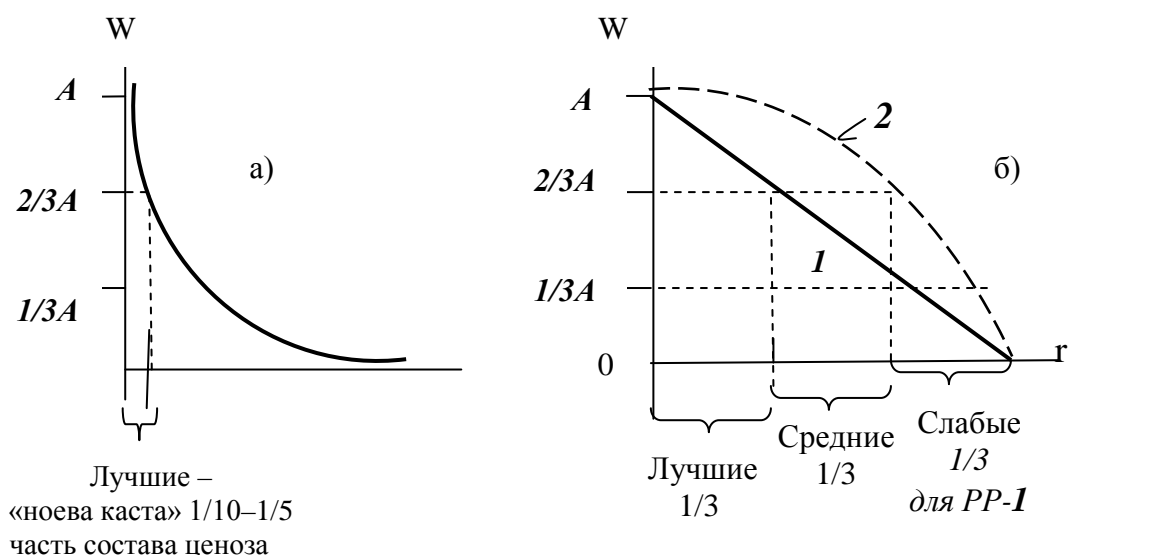 W
A
а)
2/3A
1/3A
Лучшие –
«ноева каста» 1/10–1/5
часть состава ценоза
W
A
2
б)
2/3A
1
1/3A
0
r
Лучшие
1/3
Средние
1/3
Слабые
1/3
для РР-1